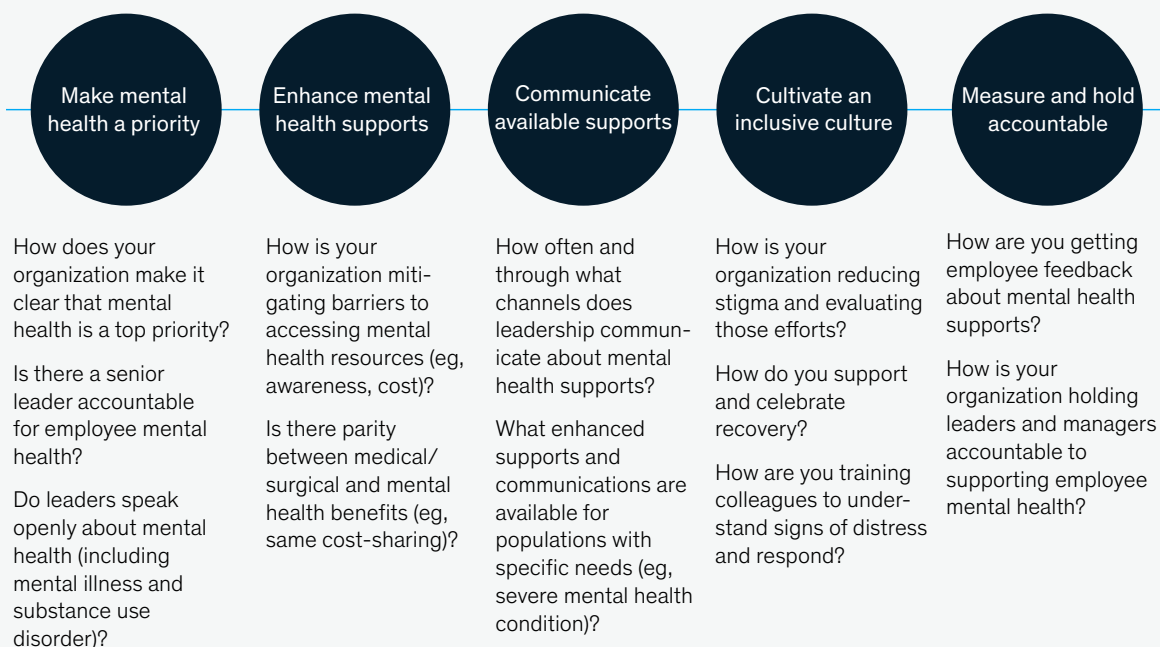 Make mental
health a priority
How does your
organization make it
clear that mental
health is a top priority?
Is there a senior
leader accountable
for employee mental
health?
Do leaders speak
openly about mental
health (including
mental illness and
substance use
disorder)?
Enhance mental
health supports
How is your
organization miti-
gating barriers to
accessing mental
health resources (eg,
awareness, cost)?
Is there parity
between medical/
surgical and mental
health benefits (eg,
same cost-sharing)?
Communicate
available supports
How often and
through what
channels does
leadership commun-
icate about mental
health supports?
What enhanced
supports and
communications are
available for
populations with
specific needs (eg,
severe mental health
condition)?
Cultivate an
inclusive culture
How is your
organization reducing
stigma and evaluating
those efforts?
How do you support
and celebrate
recovery?
How are you training
colleagues to under-
stand signs of distress
and respond?
Measure and hold
accountable
How are you getting
employee feedback
about mental health
supports?
How is your
organization holding
leaders and managers
accountable to
supporting employee
mental health?